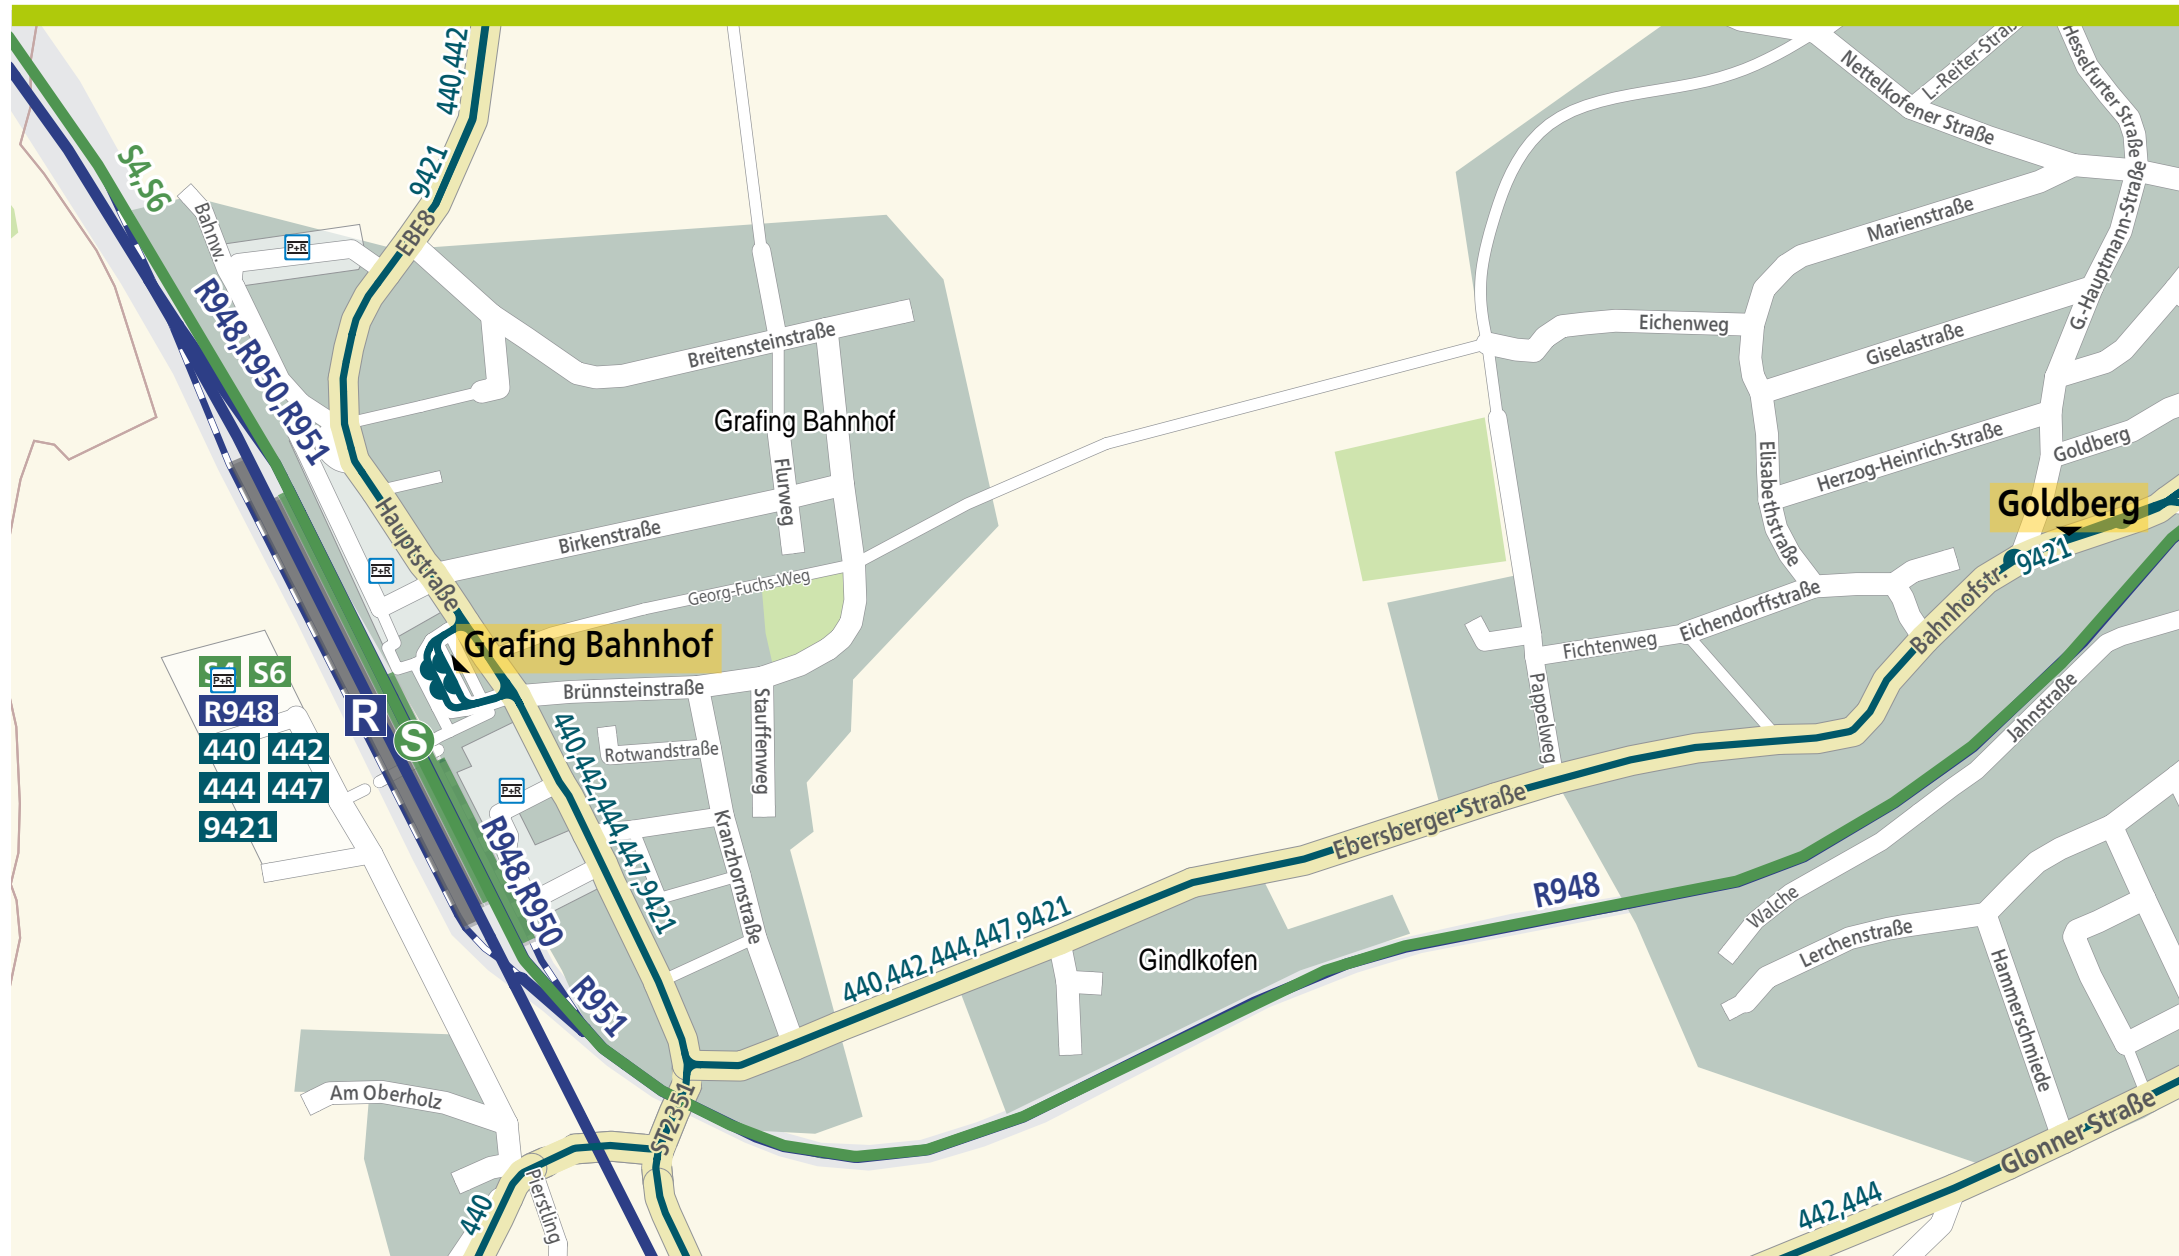 440,442
9421
EBE8
S4,S6
Bahnw.
P+R
R948,R950,R951
Nettelkofener Straße
L.-Reiter-Straß
Hesselfurter Straße
Marienstraße
G.-Hauptmann-Straße
Eichenweg
Giselastraße
Breitensteinstraße
Grafing Bahnhof
Flurweg
Herzog-Heinrich-Straße
Goldberg
Elisabethstraße
Goldberg
9421
Hauptstraße
Birkenstraße
P+R
Georg-Fuchs-Weg
Eichendorffstraße
Bahnhofstr.
Fichtenweg
Grafing Bahnhof
S4 S6
P+R
R948
440 442
444 447
9421
R
S
Brünnsteinstraße
Stauffenweg
Rotwandstraße
Pappelweg
Jahnstraße
P+R
440,442,444,447,9421
Kranzhornstraße
R948,R950
Ebersberger Straße
R948
Walche
Lerchenstraße
440,442,444,447,9421
Gindlkofen
Hammerschmiede
R951
Am Oberholz
ST2351
Glonner Straße
Pierstling
440
442,444